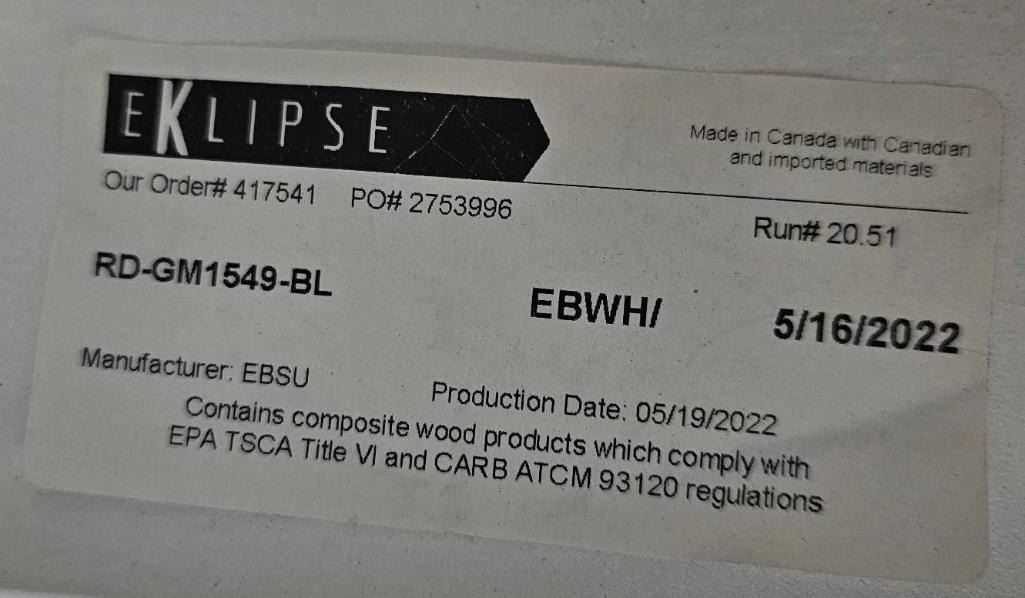 EKLIPSE
Made in Canada with Canadian
and imported materials
Our Order# 417541 PO# 2753996
Run# 20.51
RD-GM1549-BL
EBWH/
5/16/2022
Manufacturer: EBSU
Production Date: 05/19/2022
Contains composite wood products which comply with
EPA TSCA Title VI and CARB ATCM 93120 regulations